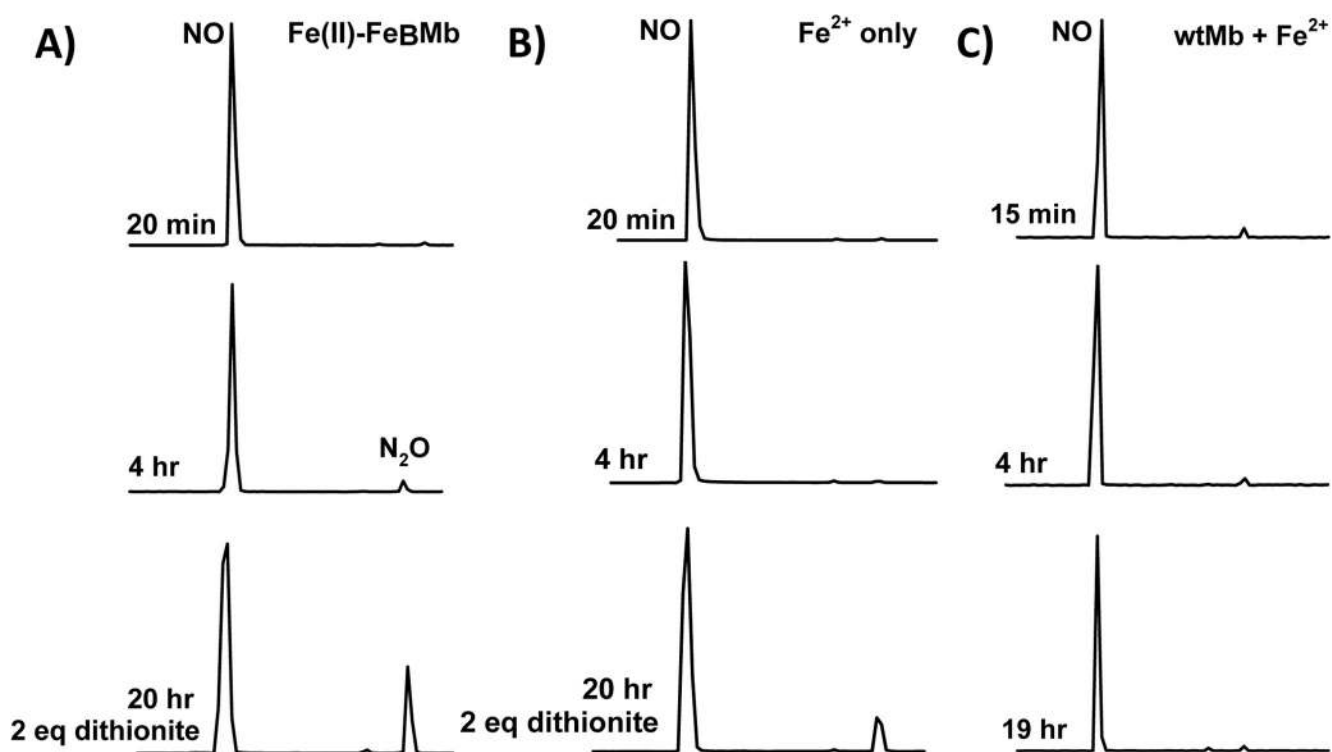 A)
NO
Fe(II)-FeBMb
20 min
4 hr
N₂O
20 hr
2 eq dithionite
B)
NO
Fe²⁺ only
20 min
4 hr
20 hr
2 eq dithionite
C)
NO
wtMb + Fe²⁺
15 min
4 hr
19 hr